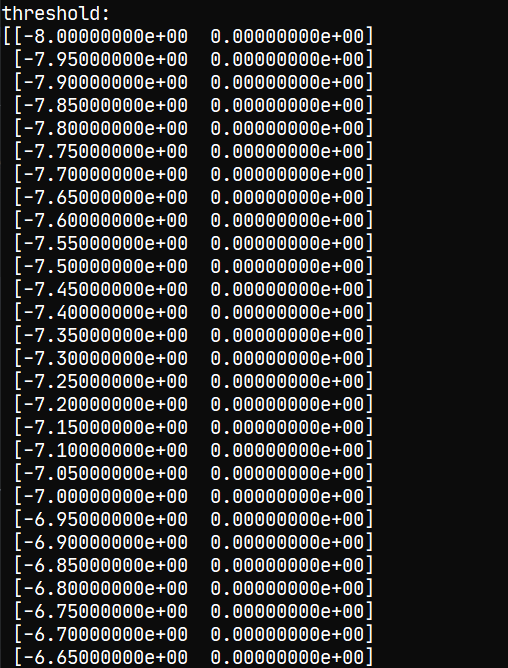 threshold:
[[-8.00000000e+00  0.00000000e+00]
 [-7.95000000e+00  0.00000000e+00]
 [-7.90000000e+00  0.00000000e+00]
 [-7.85000000e+00  0.00000000e+00]
 [-7.80000000e+00  0.00000000e+00]
 [-7.75000000e+00  0.00000000e+00]
 [-7.70000000e+00  0.00000000e+00]
 [-7.65000000e+00  0.00000000e+00]
 [-7.60000000e+00  0.00000000e+00]
 [-7.55000000e+00  0.00000000e+00]
 [-7.50000000e+00  0.00000000e+00]
 [-7.45000000e+00  0.00000000e+00]
 [-7.40000000e+00  0.00000000e+00]
 [-7.35000000e+00  0.00000000e+00]
 [-7.30000000e+00  0.00000000e+00]
 [-7.25000000e+00  0.00000000e+00]
 [-7.20000000e+00  0.00000000e+00]
 [-7.15000000e+00  0.00000000e+00]
 [-7.10000000e+00  0.00000000e+00]
 [-7.05000000e+00  0.00000000e+00]
 [-7.00000000e+00  0.00000000e+00]
 [-6.95000000e+00  0.00000000e+00]
 [-6.90000000e+00  0.00000000e+00]
 [-6.85000000e+00  0.00000000e+00]
 [-6.80000000e+00  0.00000000e+00]
 [-6.75000000e+00  0.00000000e+00]
 [-6.70000000e+00  0.00000000e+00]
 [-6.65000000e+00  0.00000000e+00]